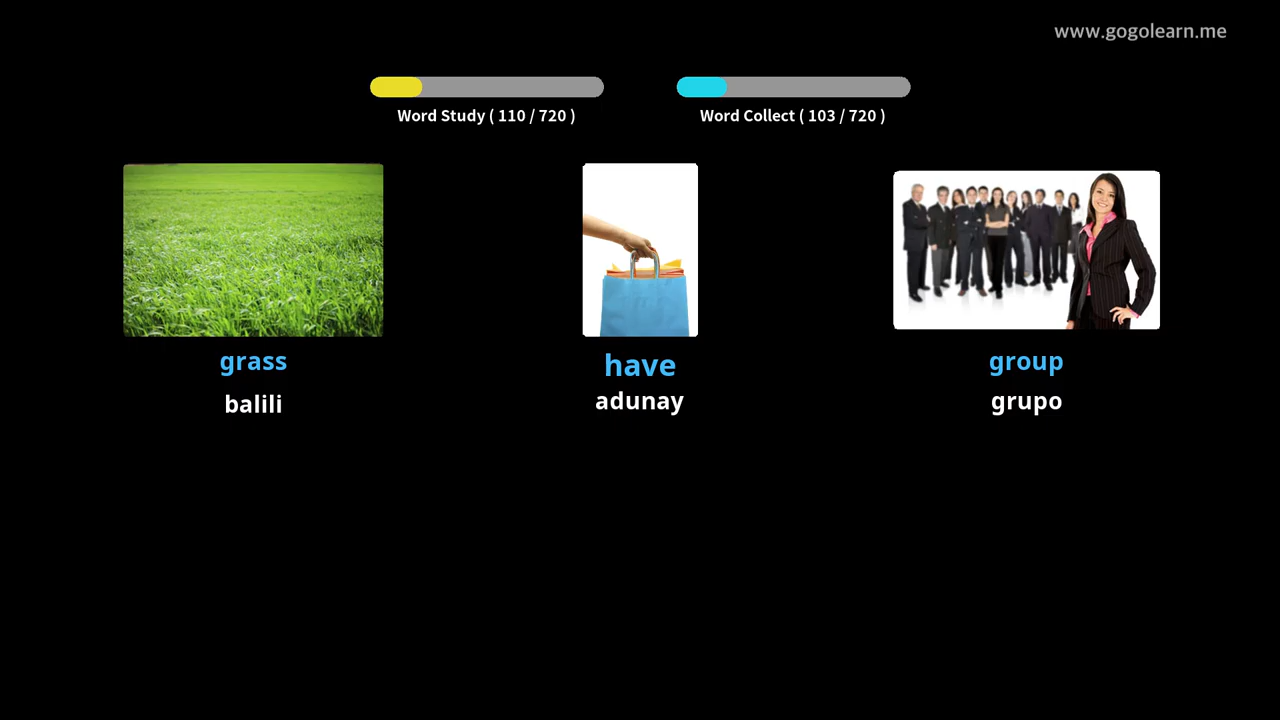 www.gogolearn.me
Word Study ( 110 / 720 )
Word Collect ( 103 / 720 )
grass
balili
have
adunay
group
grupo